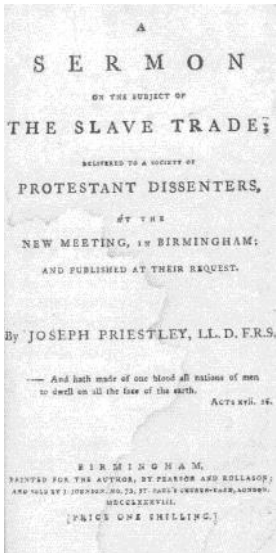 A
SERMON
ON THE SUBJECT OF
THE SLAVE TRADE;
DELIVERED TO A SOCIETY OF
PROTESTANT DISSENTERS,
AT THE
NEW MEETING, IN BIRMINGHAM;
AND PUBLISHED AT THEIR REQUEST.
By JOSEPH PRIESTLEY, LL.D. F.R.S.
—— And hath made of one blood all nations of men
to dwell on all the face of the earth.
ACTS xvii. 26.
BIRMINGHAM,
PRINTED FOR THE AUTHOR, BY PEARSON AND ROLLASON;
AND SOLD BY J. JOHNSON, NO. 72, ST. PAUL'S CHURCH-YARD, LONDON.
MDCCLXXXVIII.
[PRICE ONE SHILLING.]